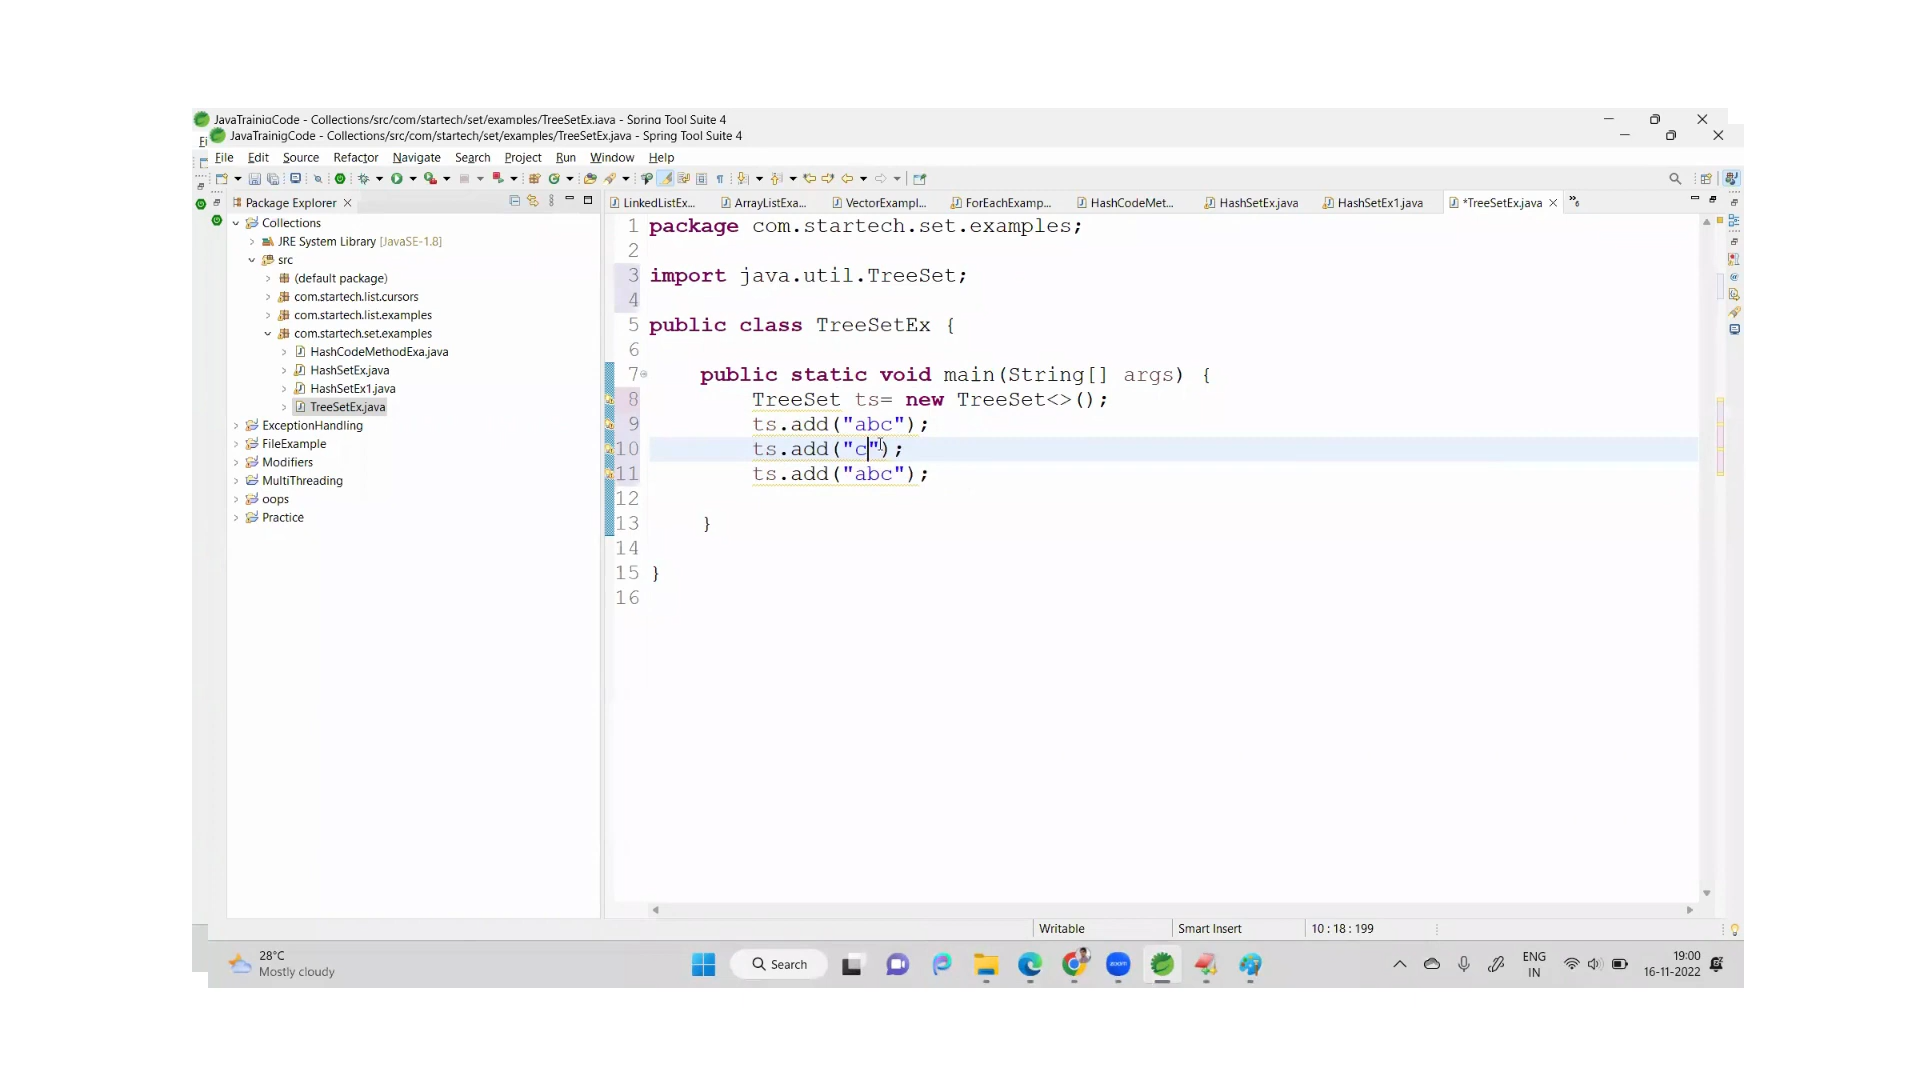 JavaTrainigCode - Collections/src/com/startech/set/examples/TreeSetEx.java - Spring Tool Suite 4
JavaTrainigCode - Collections/src/com/startech/set/examples/TreeSetEx.java - Spring Tool Suite 4
File Edit Source Refactor Navigate Search Project Run Window Help
Package Explorer
LinkedListEx... ArrayListExa... VectorExampl... ForEachExamp... HashCodeMet... HashSetEx.java HashSetEx1.java *TreeSetEx.java
Collections
JRE System Library [JavaSE-1.8]
src
(default package)
com.startech.list.cursors
com.startech.list.examples
com.startech.set.examples
HashCodeMethodExa.java
HashSetEx.java
HashSetEx1.java
TreeSetEx.java
ExceptionHandling
FileExample
Modifiers
MultiThreading
oops
Practice
1 package com.startech.set.examples;
2
3 import java.util.TreeSet;
4
5 public class TreeSetEx {
6
7 public static void main(String[] args) {
8 TreeSet ts= new TreeSet<>();
9 ts.add("abc");
10 ts.add("c");
11 ts.add("abc");
12
13 }
14
15 }
16
Writable Smart Insert 10 : 18 : 199
28°C
Mostly cloudy
Search
zoom
ENG
IN
19:00
16-11-2022